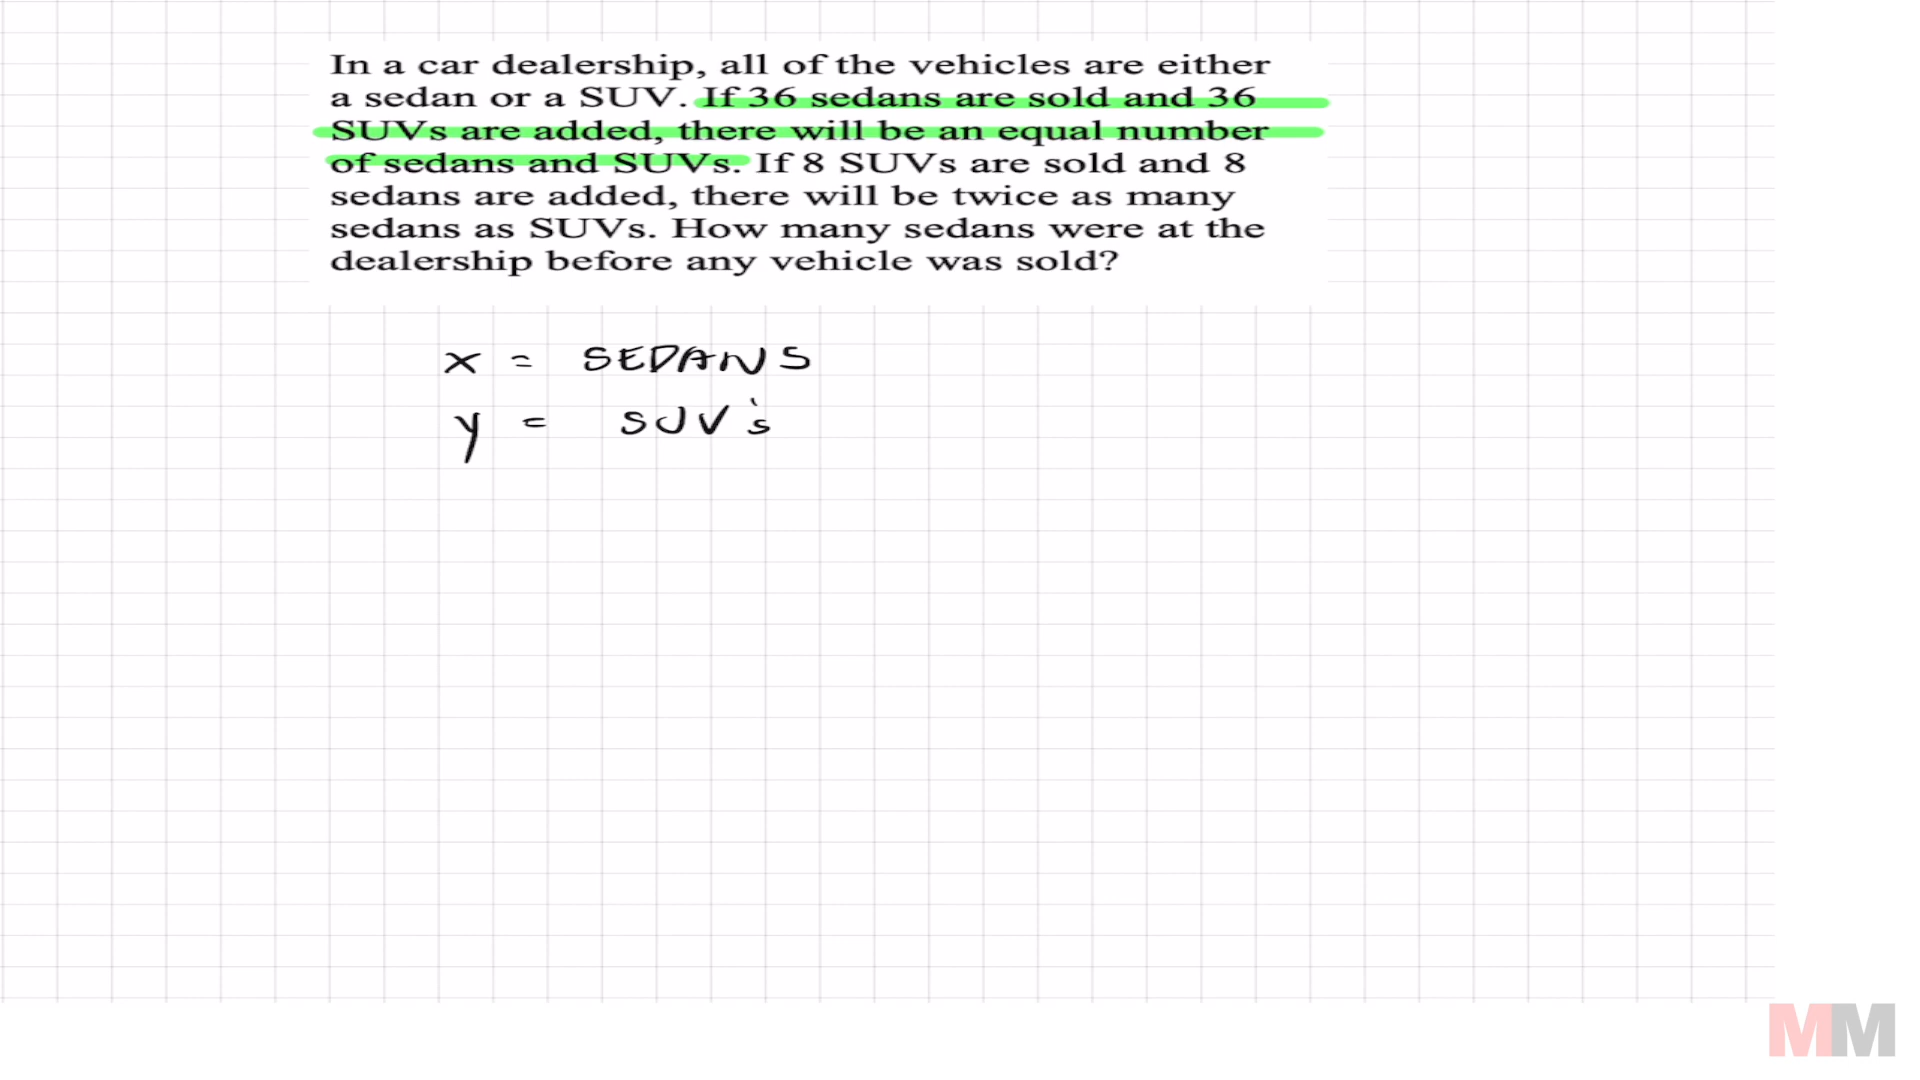 In a car dealership, all of the vehicles are either
a sedan or a SUV. If 36 sedans are sold and 36
SUVs are added, there will be an equal number
of sedans and SUVs. If 8 SUVs are sold and 8
sedans are added, there will be twice as many
sedans as SUVs. How many sedans were at the
dealership before any vehicle was sold?
x = SEDANS
y = SUV's
MM